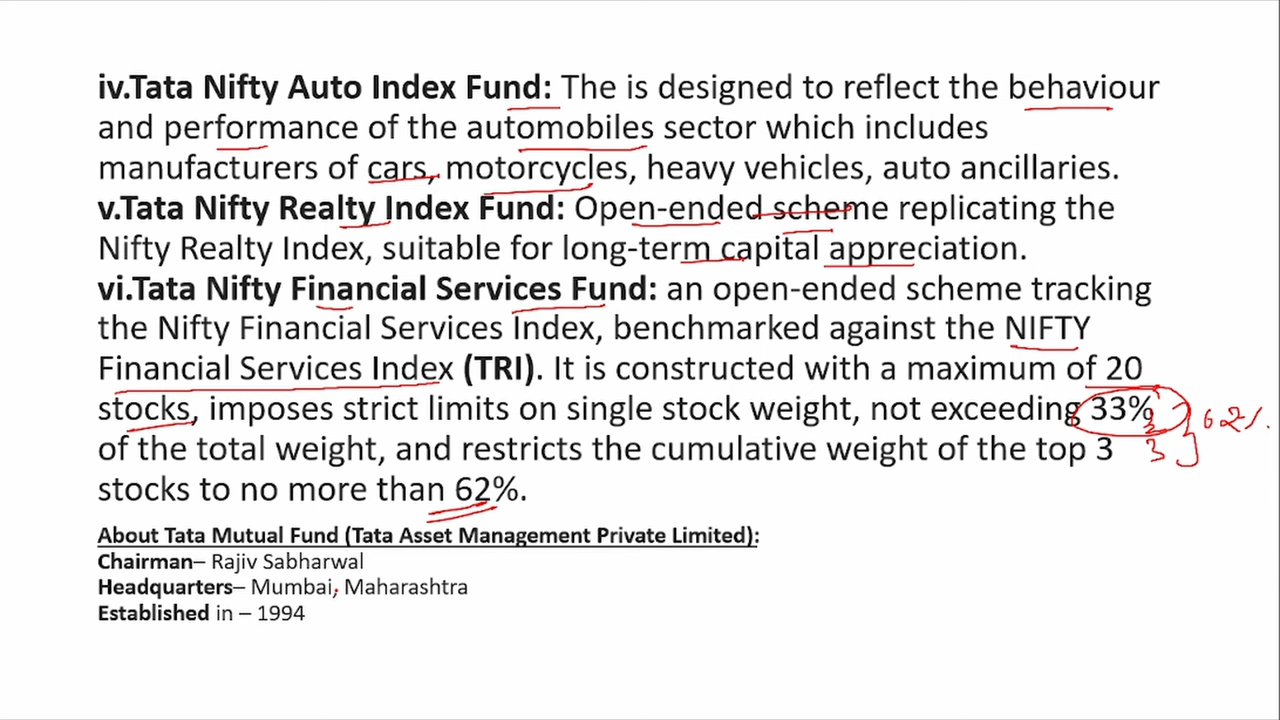 iv.Tata Nifty Auto Index Fund: The is designed to reflect the behaviour
and performance of the automobiles sector which includes
manufacturers of cars, motorcycles, heavy vehicles, auto ancillaries.
v.Tata Nifty Realty Index Fund: Open-ended scheme replicating the
Nifty Realty Index, suitable for long-term capital appreciation.
vi.Tata Nifty Financial Services Fund: an open-ended scheme tracking
the Nifty Financial Services Index, benchmarked against the NIFTY
Financial Services Index (TRI). It is constructed with a maximum of 20
stocks, imposes strict limits on single stock weight, not exceeding 33%
62%.
of the total weight, and restricts the cumulative weight of the top 3
stocks to no more than 62%.
About Tata Mutual Fund (Tata Asset Management Private Limited):
Chairman– Rajiv Sabharwal
Headquarters– Mumbai, Maharashtra
Established in – 1994